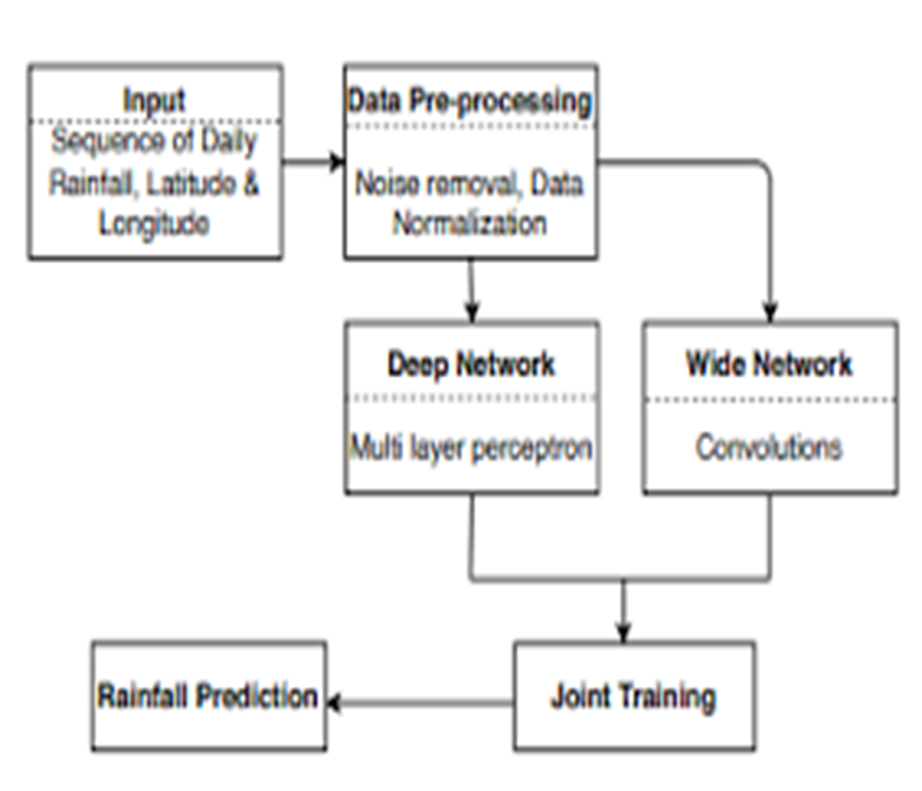 Input
Sequence of Daily
Rainfall, Latitude &
Longitude
Data Pre-processing
Noise removal, Data
Normalization
Deep Network
Multi layer perceptron
Wide Network
Convolutions
Rainfall Prediction
Joint Training